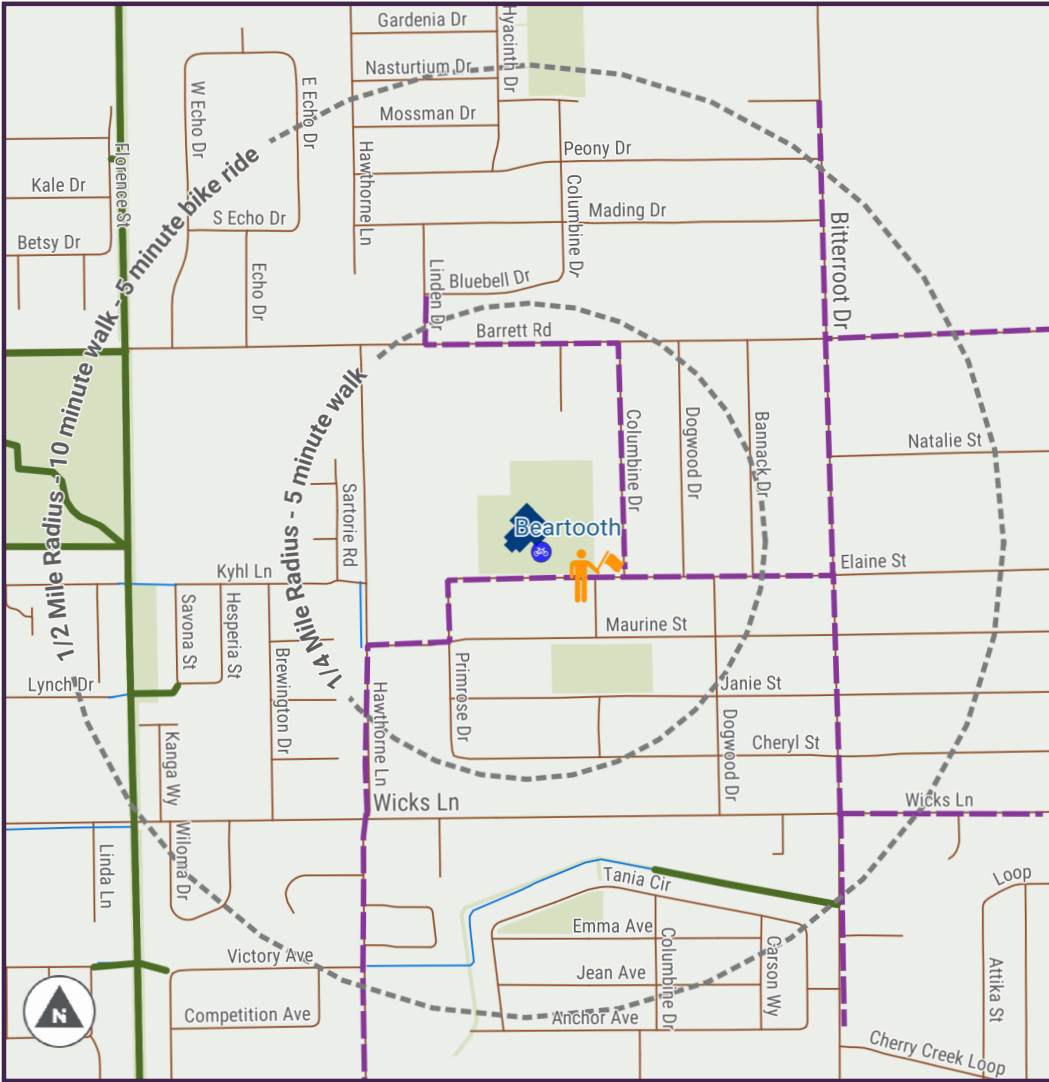 Gardenia Dr
Hyacinth Dr
Nasturtium Dr
W Echo Dr
E Echo Dr
Mossman Dr
Florence St
Hawthorne Ln
Peony Dr
Kale Dr
Columbine Dr
S Echo Dr
Mading Dr
Betsy Dr
Bitterroot Dr
Echo Dr
Linden Dr
Bluebell Dr
Barrett Rd
1/2 Mile Radius - 10 minute walk - 5 minute bike ride
1/4 Mile Radius - 5 minute walk
Columbine Dr
Dogwood Dr
Bannack Dr
Natalie St
Sartorie Rd
Beartooth
Elaine St
Kyhl Ln
Savona St
Hesperia St
Maurine St
Lynch Dr
Brewington Dr
Primrose Dr
Janie St
Hawthorne Ln
Dogwood Dr
Kanga Wy
Cheryl St
Wicks Ln
Wicks Ln
Linda Ln
Wiloma Dr
Tania Cir
Loop
Emma Ave
Columbine Dr
Carson Wy
Victory Ave
Jean Ave
Attika St
Competition Ave
Anchor Ave
N
Cherry Creek Loop